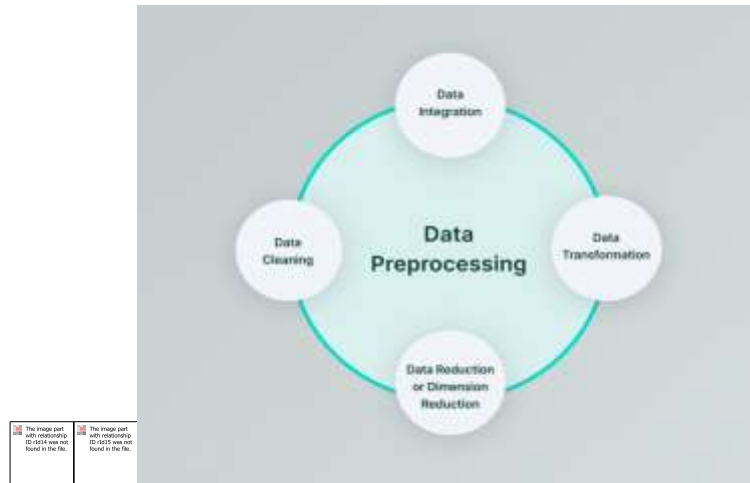 Data
Integration
Data
Cleaning
Data
Preprocessing
Data
Transformation
Data Reduction
or Dimension
Reduction
The image part
with relationship
ID rId14 was not
found in the file.
The image part
with relationship
ID rId15 was not
found in the file.